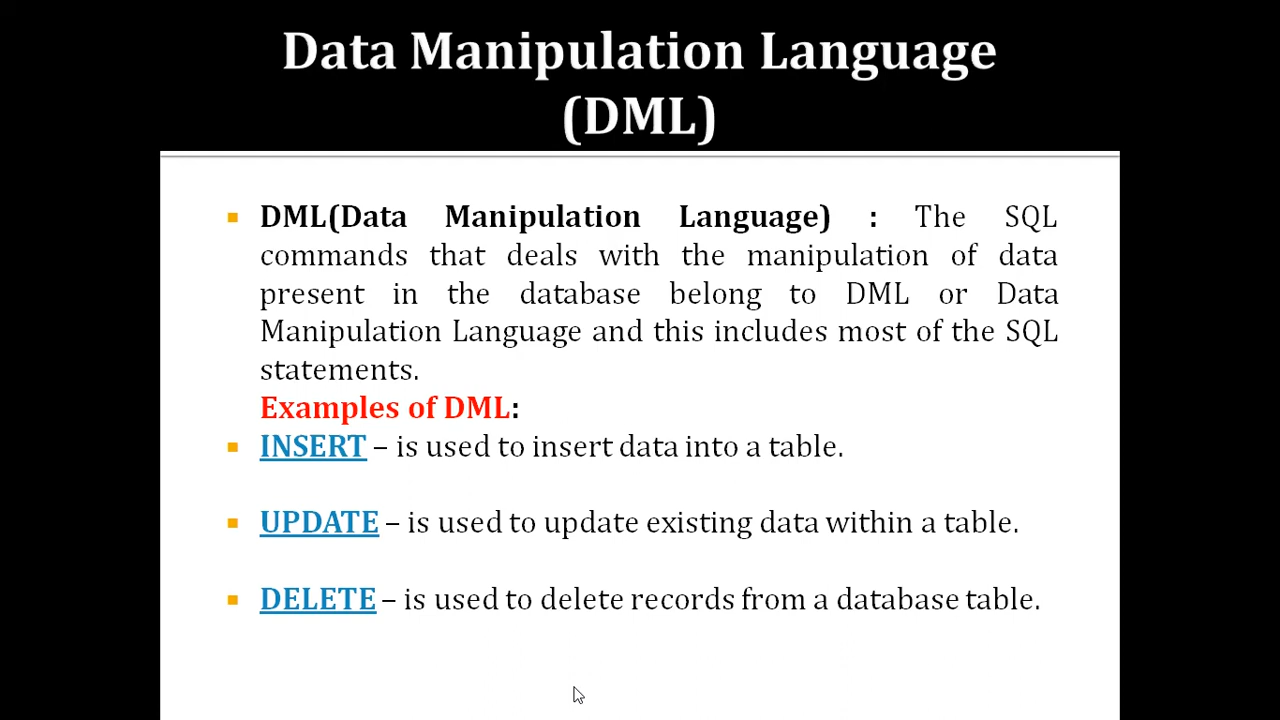 Data Manipulation Language
(DML)
DML(Data Manipulation Language) : The SQL
commands that deals with the manipulation of data
present in the database belong to DML or Data
Manipulation Language and this includes most of the SQL
statements.
Examples of DML:
INSERT – is used to insert data into a table.
UPDATE – is used to update existing data within a table.
DELETE – is used to delete records from a database table.